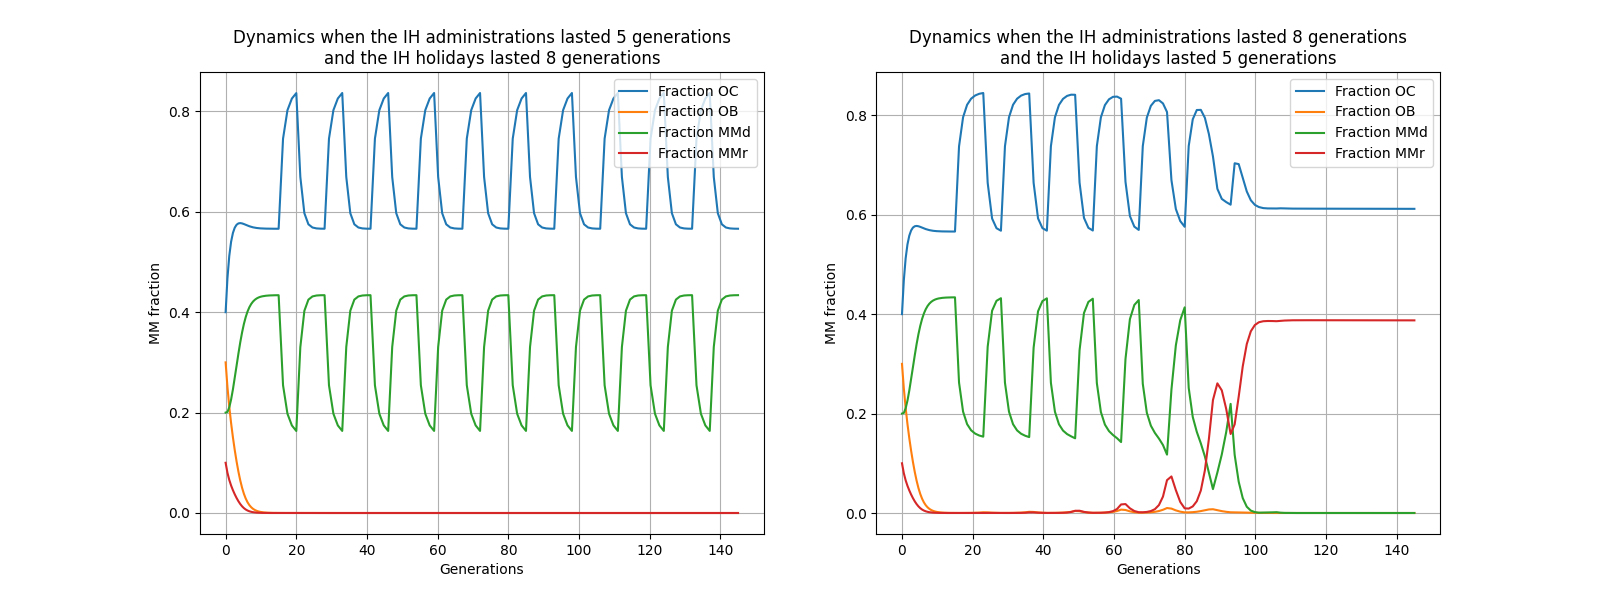 Dynamics when the IH administrations lasted 5 generations
and the IH holidays lasted 8 generations
Fraction OC
Fraction OB
Fraction MMd
Fraction MMr
0.8
0.6
0.4
0.2
0.0
MM fraction
0 20 40 60 80 100 120 140
Generations
Dynamics when the IH administrations lasted 8 generations
and the IH holidays lasted 5 generations
Fraction OC
Fraction OB
Fraction MMd
Fraction MMr
0.8
0.6
0.4
0.2
0.0
MM fraction
0 20 40 60 80 100 120 140
Generations